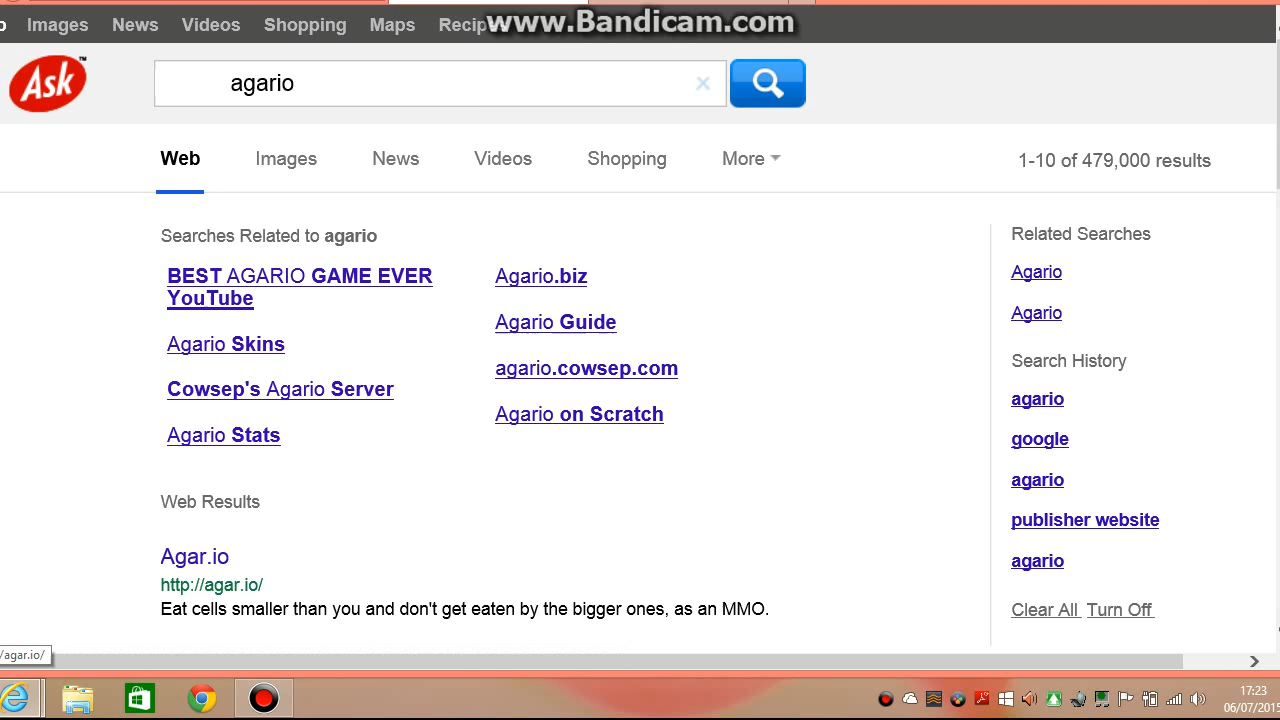 Images News Videos Shopping Maps
www.Bandicam.com
Ask™
agario
Web Images News Videos Shopping More
1-10 of 479,000 results
Searches Related to agario
BEST AGARIO GAME EVER
YouTube
Agario Skins
Cowsep's Agario Server
Agario Stats
Agario.biz
Agario Guide
agario.cowsep.com
Agario on Scratch
Web Results
Agar.io
http://agar.io/
Eat cells smaller than you and don't get eaten by the bigger ones, as an MMO.
Related Searches
Agario
Agario
Search History
agario
google
agario
publisher website
agario
Clear All Turn Off
/agar.io/
17:23
06/07/2015